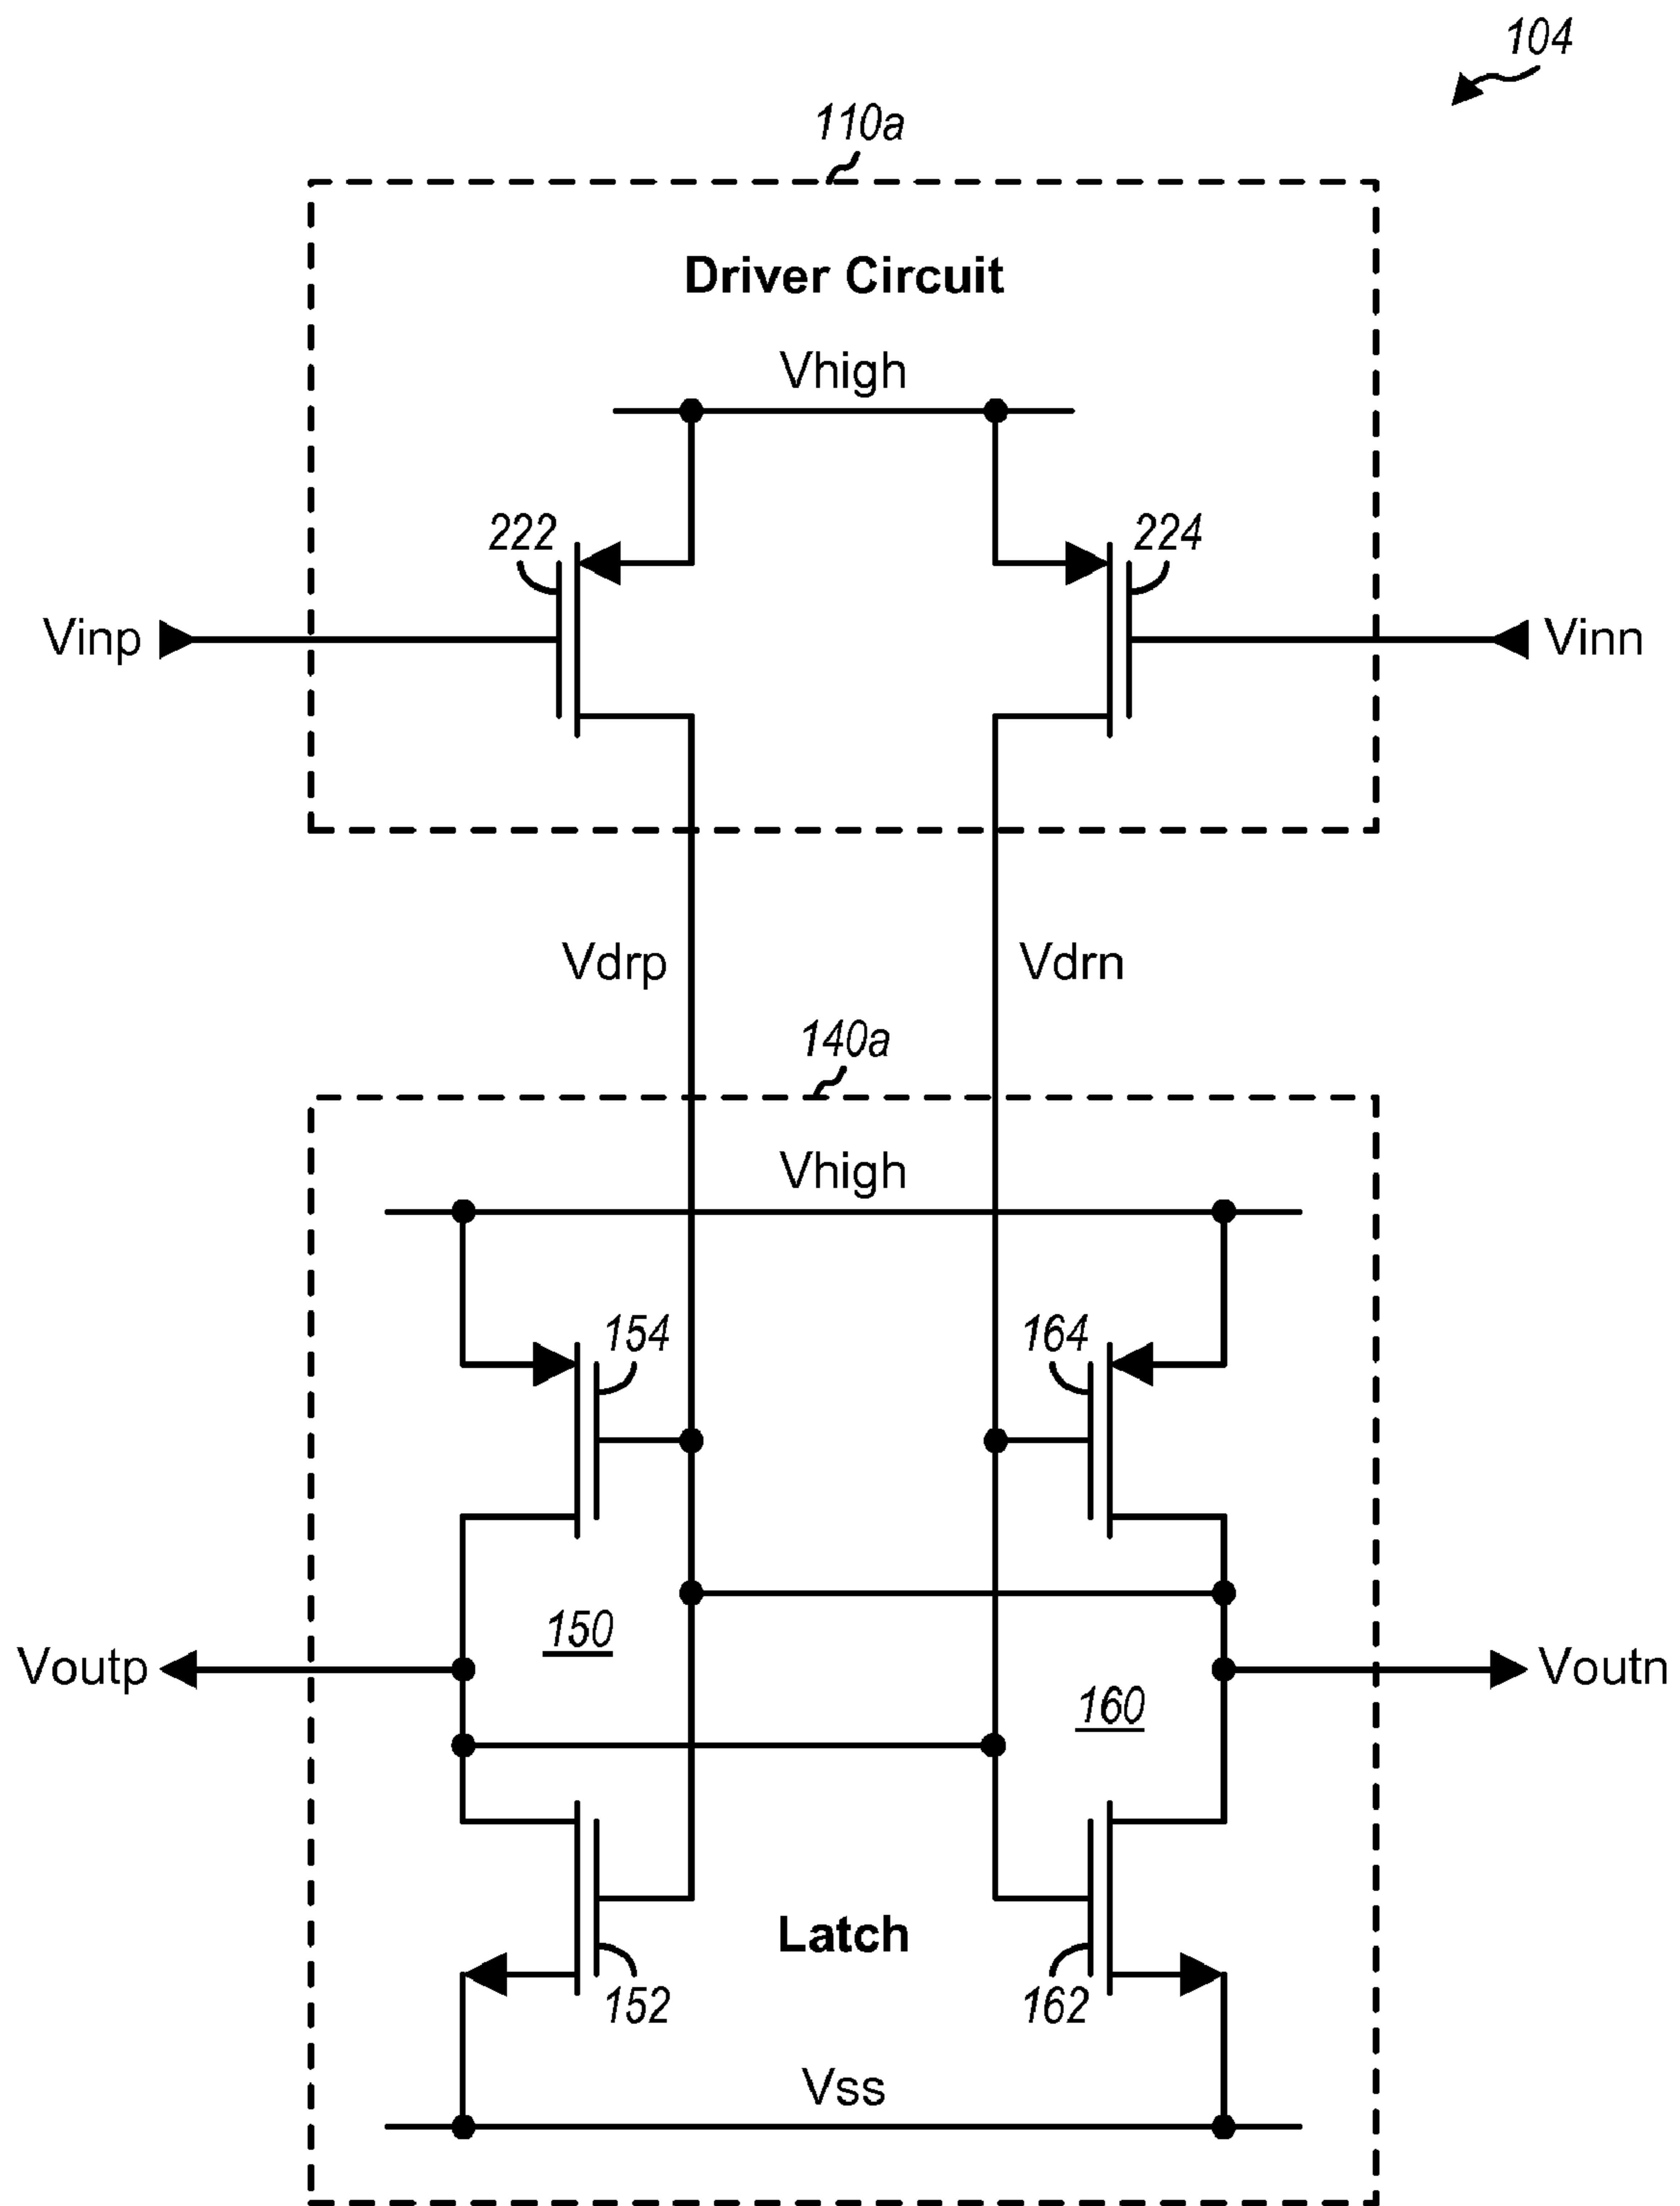 104
110a
Driver Circuit
Vhigh
222
224
Vinp
Vinn
Vdrp
Vdrn
140a
Vhigh
154
164
150
Voutp
Voutn
160
Latch
152
162
Vss